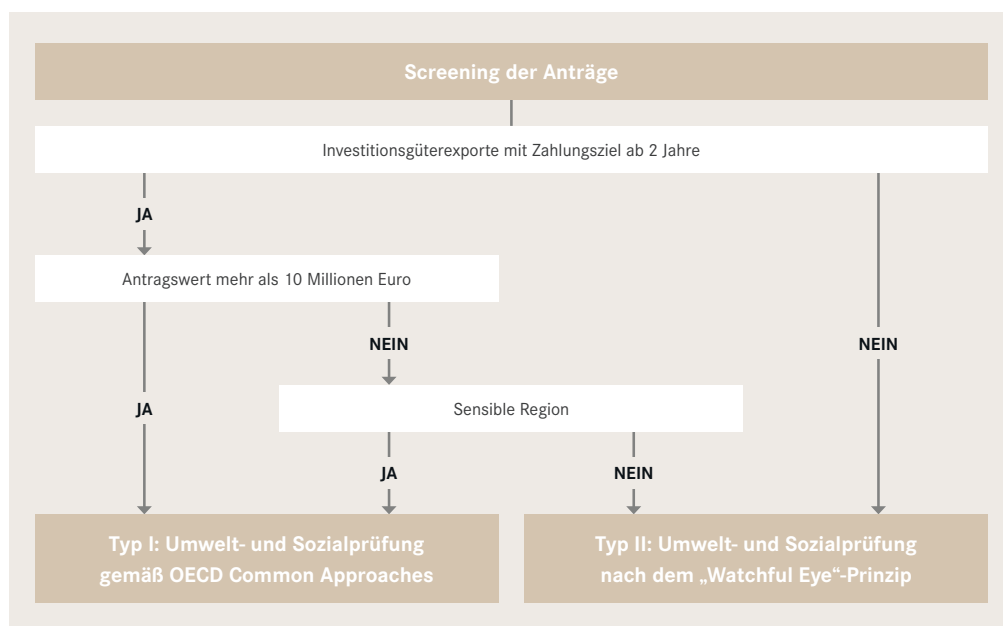 Screening der Anträge
Investitionsgüterexporte mit Zahlungsziel ab 2 Jahre
JA
Antragswert mehr als 10 Millionen Euro
NEIN
NEIN
Sensible Region
JA
JA
NEIN
Typ I: Umwelt- und Sozialprüfung
gemäß OECD Common Approaches
Typ II: Umwelt- und Sozialprüfung
nach dem „Watchful Eye“-Prinzip